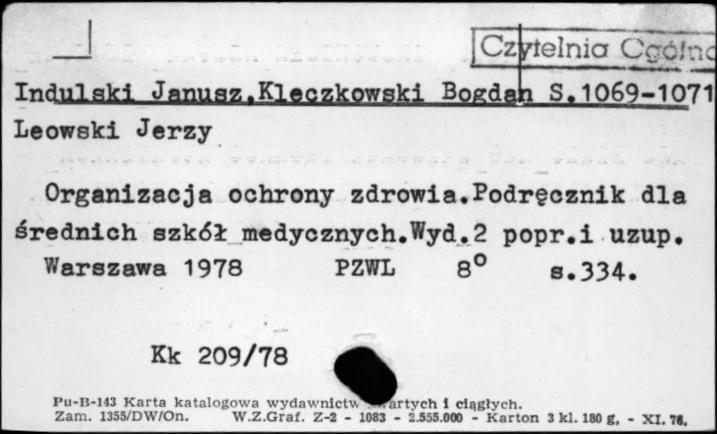 Czytelnia Ogólna
Indulski Janusz,Kleczkowski Bogdan S.1069-1071
Leowski Jerzy
Organizacja ochrony zdrowia.Podręcznik dla
średnich szkół medycznych.Wyd.2 popr.i uzup.
Warszawa 1978 PZWL 8° s.334.
Kk 209/78
Pu-B-143 Karta katalogowa wydawnictw zwartych i ciągłych.
Zam. 1355/DW/On. W.Z.Graf. Z-2 - 1083 - 2.555.000 - Karton 3 kl. 180 g. - XI. 76.